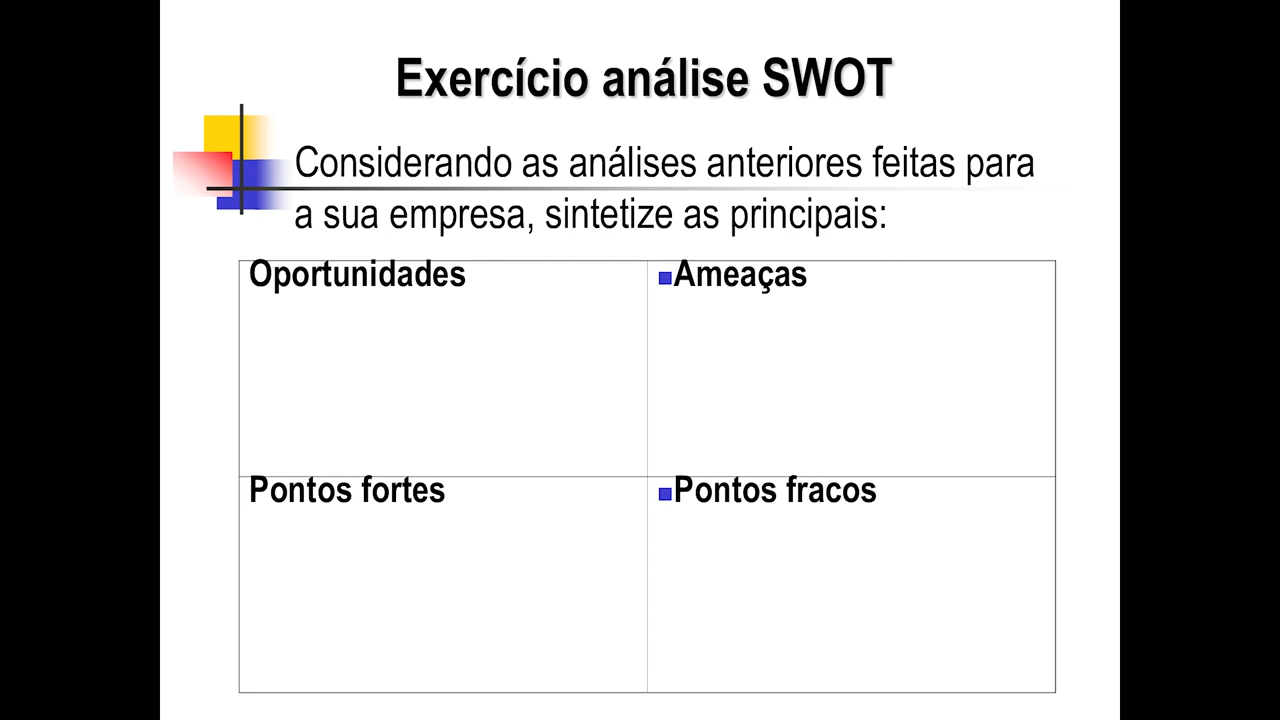 Exercício análise SWOT
Considerando as análises anteriores feitas para
a sua empresa, sintetize as principais:
Oportunidades
Ameaças
Pontos fortes
Pontos fracos